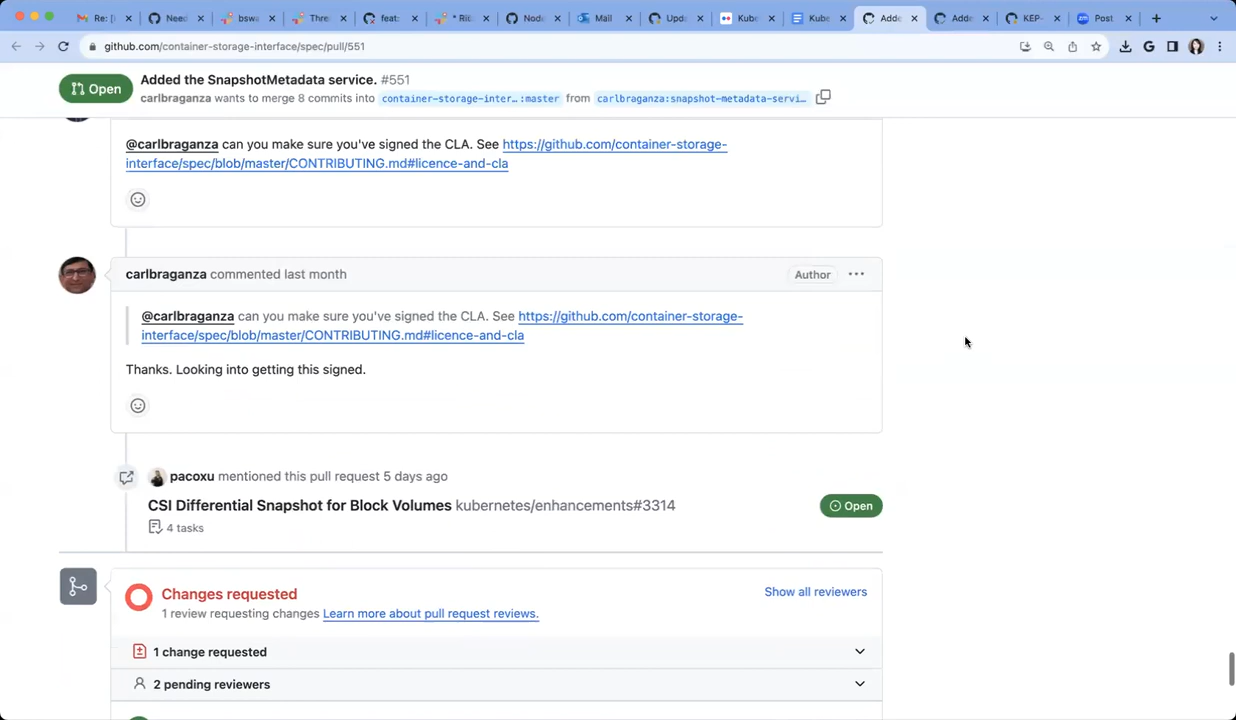 Re: [
Need
bswa
Thre
feat:
* Rii
Node
Mail
Upd
Kube
Kube
Adde
Adde
KEP-
Post
github.com/container-storage-interface/spec/pull/551
Open
Added the SnapshotMetadata service. #551
carlbraganza wants to merge 8 commits into container-storage-inter…:master from carlbraganza:snapshot-metadata-servi…
@carlbraganza can you make sure you've signed the CLA. See https://github.com/container-storage-
interface/spec/blob/master/CONTRIBUTING.md#licence-and-cla
carlbraganza commented last month
Author
@carlbraganza can you make sure you've signed the CLA. See https://github.com/container-storage-
interface/spec/blob/master/CONTRIBUTING.md#licence-and-cla
Thanks. Looking into getting this signed.
pacoxu mentioned this pull request 5 days ago
CSI Differential Snapshot for Block Volumes kubernetes/enhancements#3314
Open
4 tasks
Changes requested
Show all reviewers
1 review requesting changes Learn more about pull request reviews.
1 change requested
2 pending reviewers